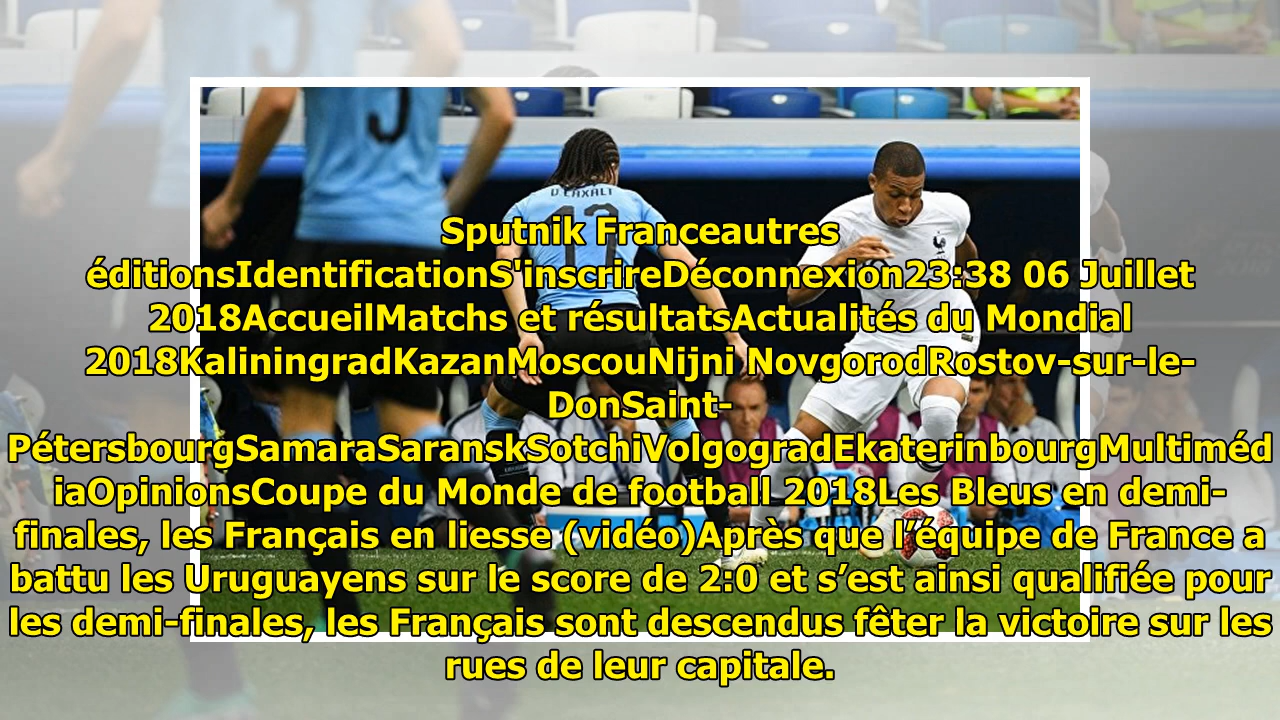 D. LAXALT
Sputnik Franceautres
éditionsIdentificationS'inscrireDéconnexion23:38 06 Juillet
2018AccueilMatchs et résultatsActualités du Mondial
2018KaliningradKazanMoscouNijni NovgorodRostov-sur-le-
DonSaint-
PétersbourgSamaraSaranskSotchiVolgogradEkaterinbourgMultiméd
iaOpinionsCoupe du Monde de football 2018Les Bleus en demi-
finales, les Français en liesse (vidéo)Après que l’équipe de France a
battu les Uruguayens sur le score de 2:0 et s’est ainsi qualifiée pour
les demi-finales, les Français sont descendus fêter la victoire sur les
rues de leur capitale.